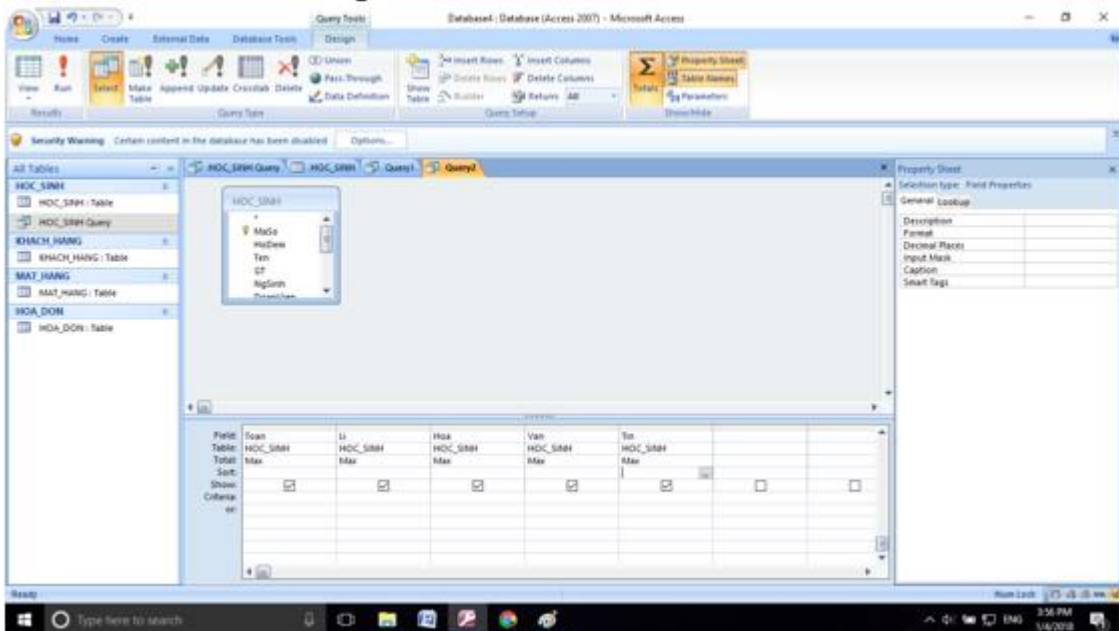 Query Tools
Database4 : Database (Access 2007) - Microsoft Access
Home Create External Data Database Tools Design
View Run Select Make Table Append Update Crosstab Delete
Union
Pass-Through
Data Definition
Show Table
Insert Rows
Delete Rows
Builder
Insert Columns
Delete Columns
Return: All
Totals
Property Sheet
Table Names
Parameters
Results Query Type Query Setup Show/Hide
Security Warning Certain content in the database has been disabled Options...
All Tables
HOC_SINH
HOC_SINH : Table
HOC_SINH Query
KHACH_HANG
KHACH_HANG : Table
MAT_HANG
MAT_HANG : Table
HOA_DON
HOA_DON : Table
HOC_SINH Query HOC_SINH Query1 Query2
HOC_SINH
*
MaSo
HoDem
Ten
GT
NgSinh
Property Sheet
Selection type: Field Properties
General Lookup
Description
Format
Decimal Places
Input Mask
Caption
Smart Tags
Field: Toan Li Hoa Van Tin
Table: HOC_SINH HOC_SINH HOC_SINH HOC_SINH HOC_SINH
Total: Max Max Max Max Max
Sort:
Show:
Criteria:
or:
Ready
Num Lock
Type here to search
ENG
3:56 PM
1/4/2018